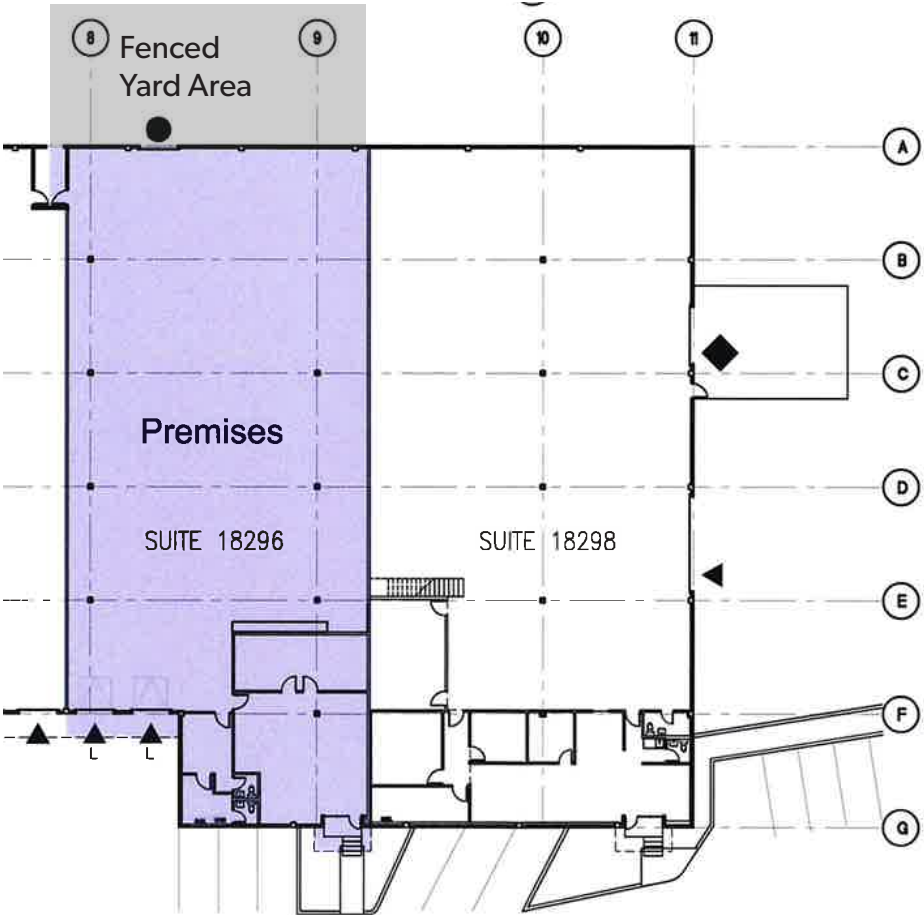 8
9
10
11
Fenced
Yard Area
A
B
C
Premises
D
SUITE 18296
SUITE 18298
E
F
L
L
G